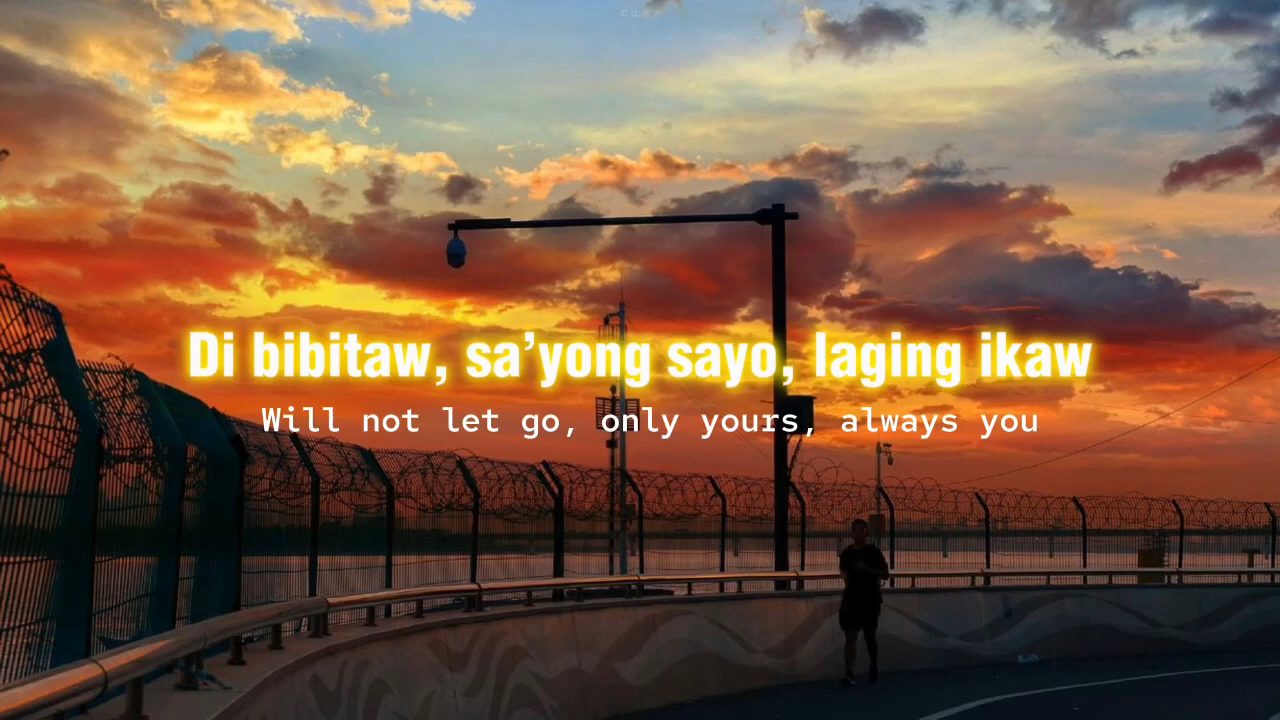 Di bibitaw, sa’yong sayo, laging ikaw
Will not let go, only yours, always you